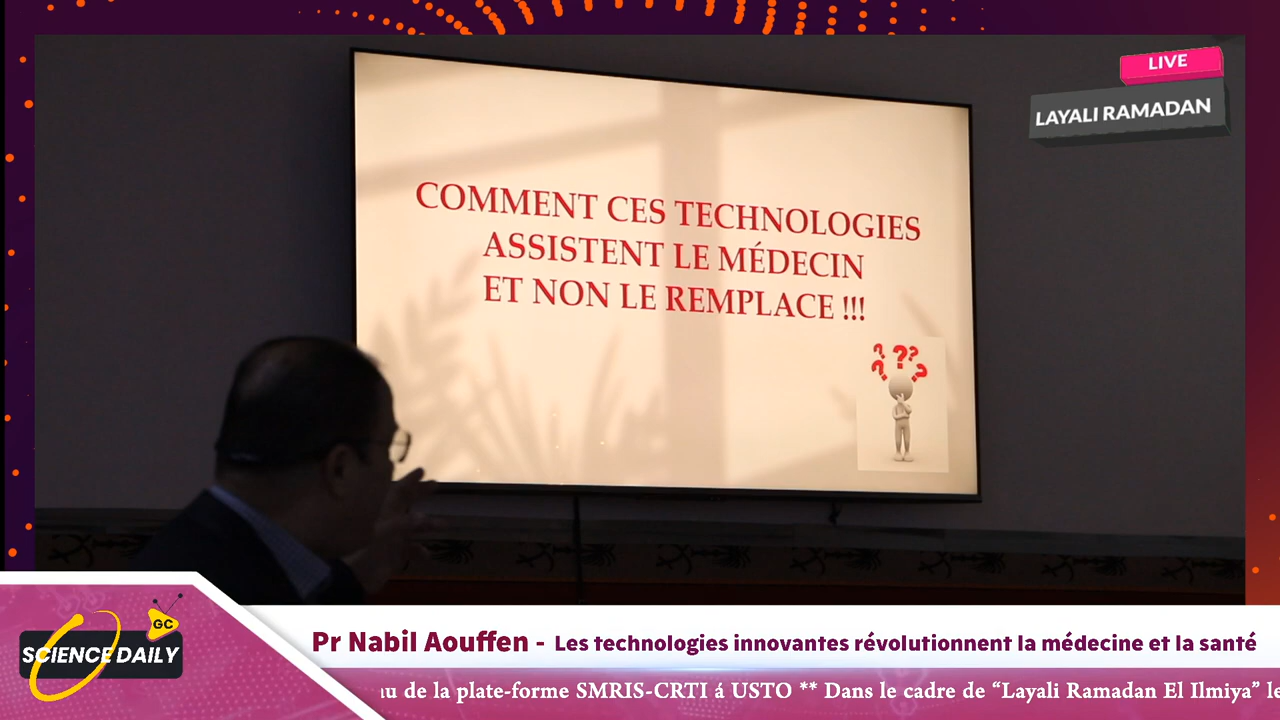 LIVE
LAYALI RAMADAN
COMMENT CES TECHNOLOGIES
ASSISTENT LE MÉDECIN
ET NON LE REMPLACE !!!
? ? ? ? ? ?
GC
SCIENCE DAILY
Pr Nabil Aouffen - Les technologies innovantes révolutionnent la médecine et la santé
de la plate-forme SMRIS-CRTI á USTO ** Dans le cadre de “Layali Ramadan El Ilmiya”